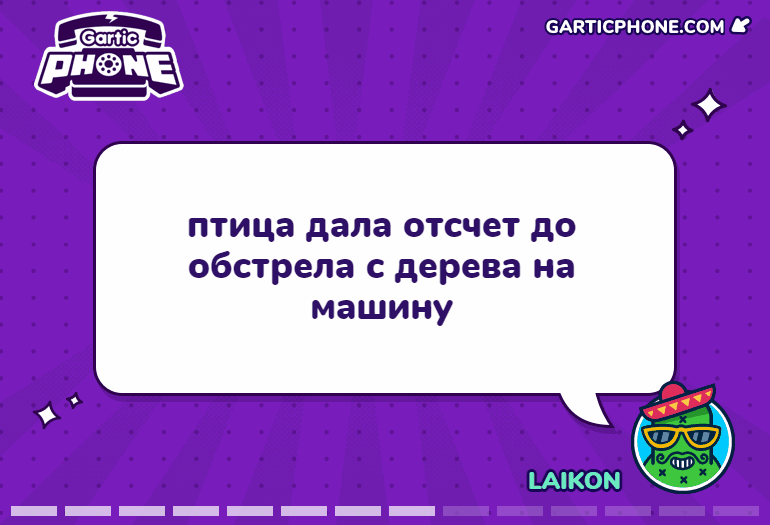 Gartic
PHONE
GARTICPHONE.COM
птица дала отсчет до
обстрела с дерева на
машину
LAIKON